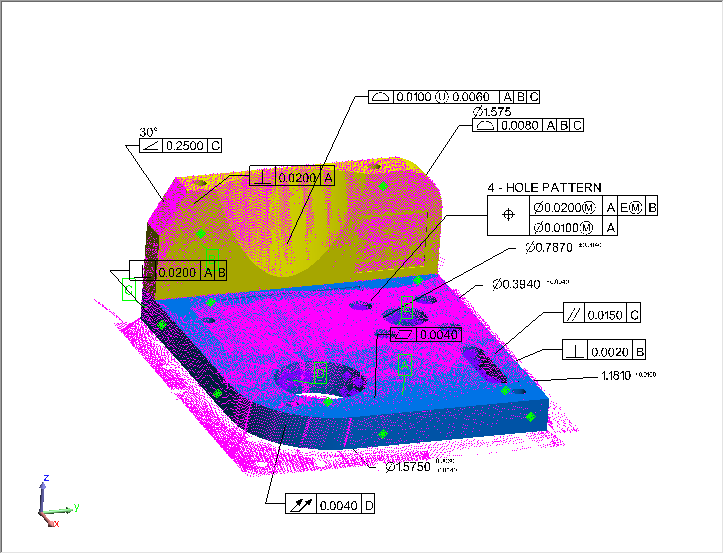 0.0100 Ⓤ 0.0060 A B C
Ø1.575
0.0080 A B C
30°
0.2500 C
0.0200 A
4 - HOLE PATTERN
Ø0.0200Ⓜ A EⓂ B
Ø0.0100Ⓜ A
Ø0.7870
0.0200 A B
C
Ø0.3940
0.0150 C
0.0040
0.0020 B
D
A
1.1810
Ø1.5750
0.0040 D
z
y
x